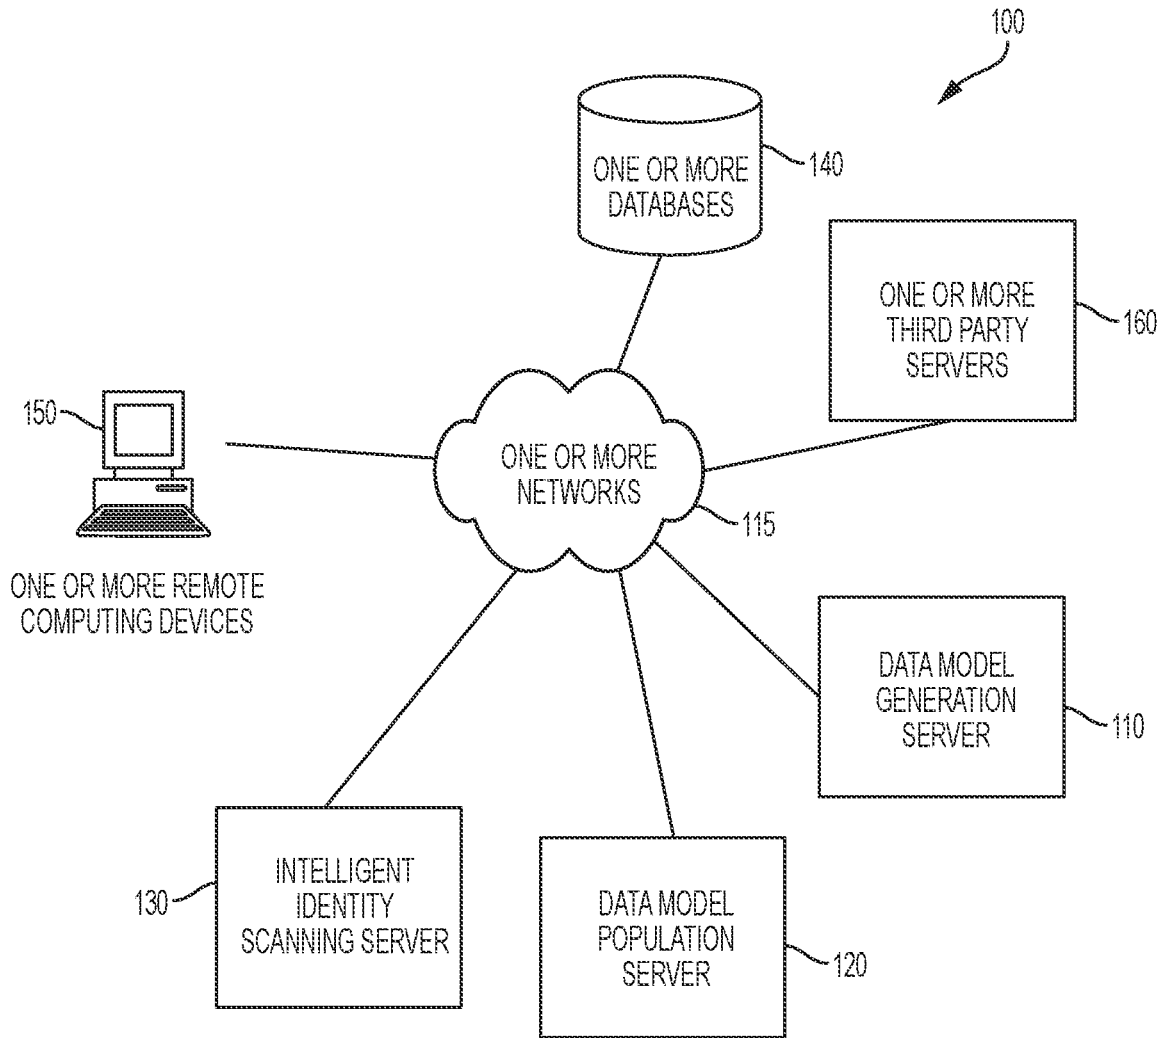 100
ONE OR MORE
DATABASES
140
ONE OR MORE
THIRD PARTY
SERVERS
160
150
ONE OR MORE
NETWORKS
115
ONE OR MORE REMOTE
COMPUTING DEVICES
DATA MODEL
GENERATION
SERVER
110
INTELLIGENT
IDENTITY
SCANNING SERVER
130
DATA MODEL
POPULATION
SERVER
120